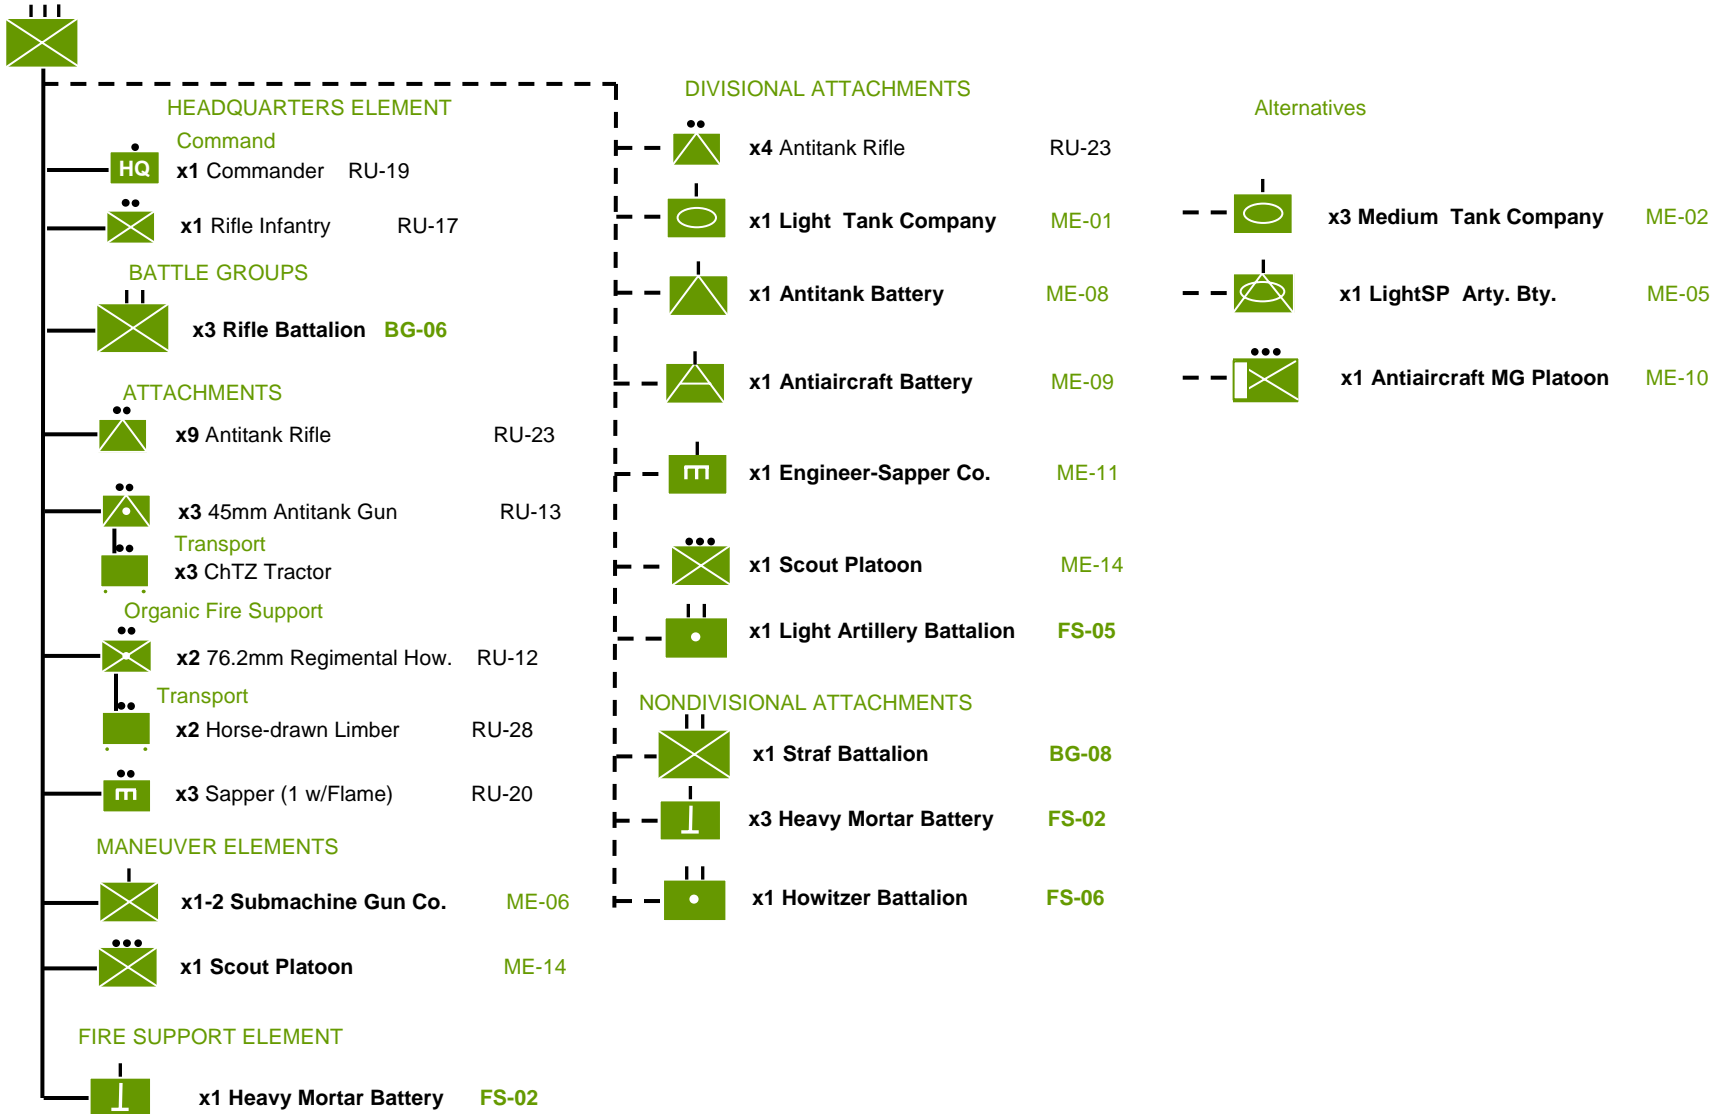 HEADQUARTERS ELEMENT
Command
HQ x1 Commander RU-19
x1 Rifle Infantry RU-17
BATTLE GROUPS
x3 Rifle Battalion BG-06
ATTACHMENTS
x9 Antitank Rifle RU-23
x3 45mm Antitank Gun RU-13
Transport
x3 ChTZ Tractor
Organic Fire Support
x2 76.2mm Regimental How. RU-12
Transport
x2 Horse-drawn Limber RU-28
x3 Sapper (1 w/Flame) RU-20
MANEUVER ELEMENTS
x1-2 Submachine Gun Co. ME-06
x1 Scout Platoon ME-14
FIRE SUPPORT ELEMENT
x1 Heavy Mortar Battery FS-02
DIVISIONAL ATTACHMENTS
x4 Antitank Rifle RU-23
x1 Light Tank Company ME-01
x1 Antitank Battery ME-08
x1 Antiaircraft Battery ME-09
x1 Engineer-Sapper Co. ME-11
x1 Scout Platoon ME-14
x1 Light Artillery Battalion FS-05
NONDIVISIONAL ATTACHMENTS
x1 Straf Battalion BG-08
x3 Heavy Mortar Battery FS-02
x1 Howitzer Battalion FS-06
Alternatives
x3 Medium Tank Company ME-02
x1 LightSP Arty. Bty. ME-05
x1 Antiaircraft MG Platoon ME-10